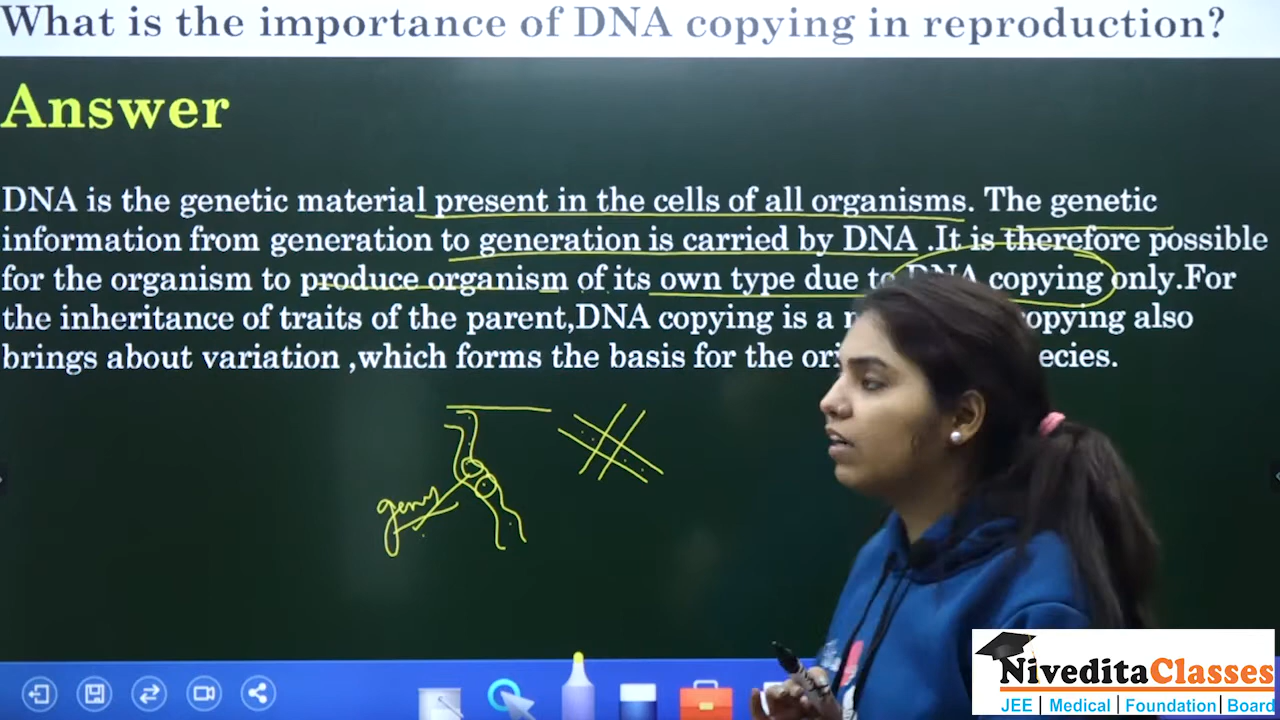 What is the importance of DNA copying in reproduction?
Answer
DNA is the genetic material present in the cells of all organisms. The genetic
information from generation to generation is carried by DNA .It is therefore possible
for the organism to produce organism of its own type due to DNA copying only.For
the inheritance of traits of the parent,DNA copying is a copying also
brings about variation ,which forms the basis for the
NiveditaClasses
JEE | Medical | Foundation | Board